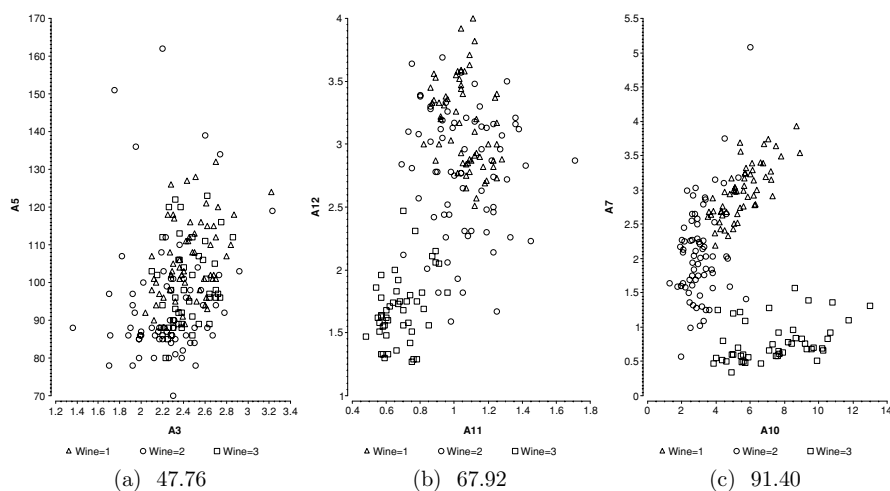 170
160
150
140
130
120
110
100
90
80
70
A5
1.2 1.4 1.6 1.8 2 2.2 2.4 2.6 2.8 3 3.2 3.4
A3
Wine=1 Wine=2 Wine=3
(a) 47.76
4
3.5
3
2.5
2
1.5
1
A12
0.4 0.6 0.8 1 1.2 1.4 1.6 1.8
A11
Wine=1 Wine=2 Wine=3
(b) 67.92
5.5
5
4.5
4
3.5
3
2.5
2
1.5
1
0.5
0
A7
0 2 4 6 8 10 12 14
A10
Wine=1 Wine=2 Wine=3
(c) 91.40